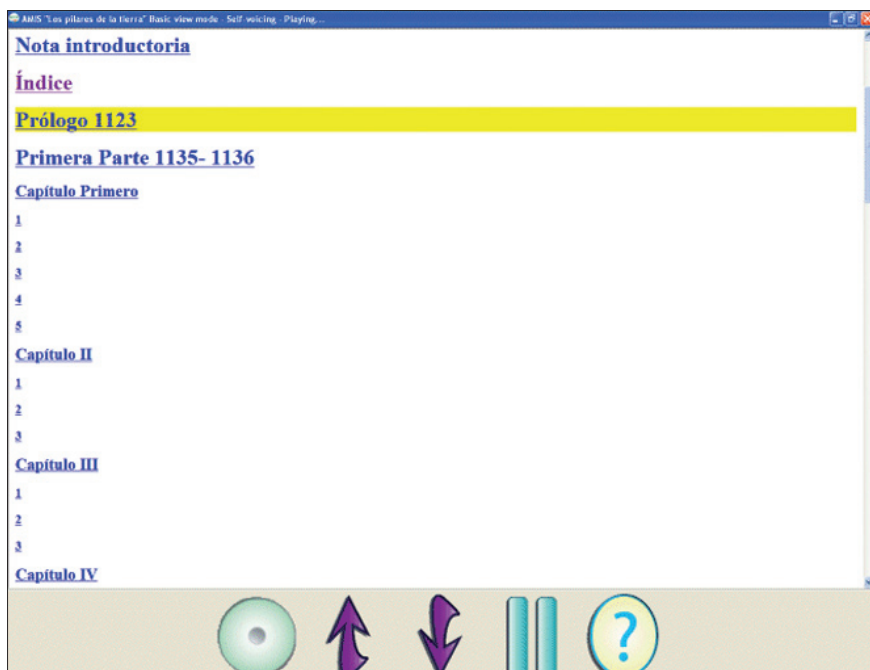 AMIS "Los pilares de la tierra" Basic view mode - Self-voicing - Playing...
Nota introductoria
Índice
Prólogo 1123
Primera Parte 1135- 1136
Capítulo Primero
1
2
3
4
5
Capítulo II
1
2
3
Capítulo III
1
2
3
Capítulo IV
?